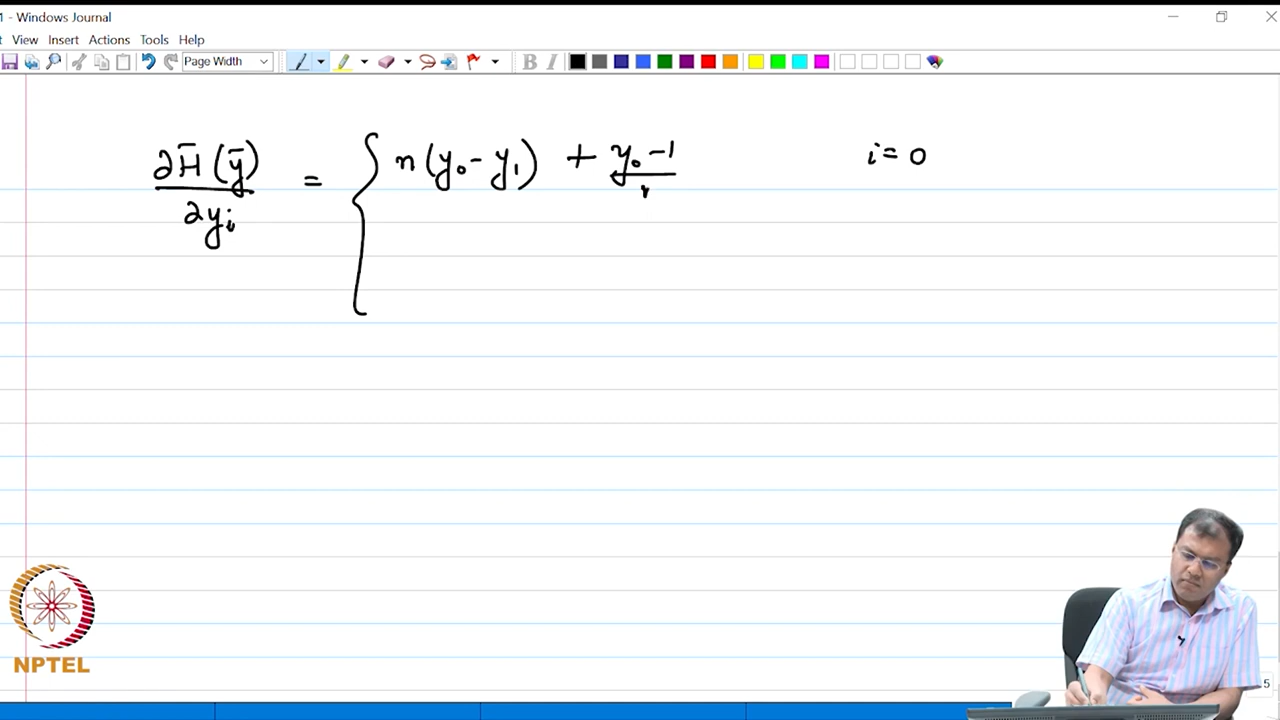 1 - Windows Journal
t View Insert Actions Tools Help
Page Width
B I
∂H̄(ȳ)/∂yᵢ = { n(y₀ - y₁) + y₀ - 1 i = 0
NPTEL
5